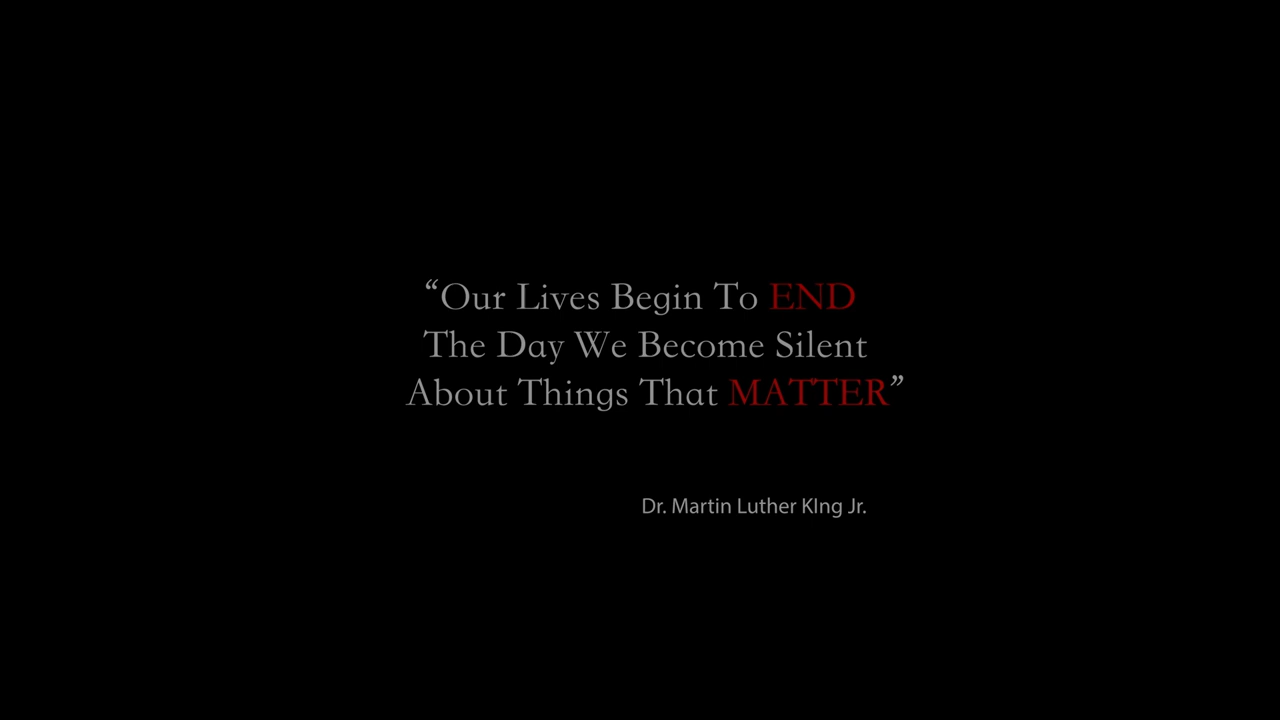 “Our Lives Begin To END
The Day We Become Silent
About Things That MATTER”
Dr. Martin Luther KIng Jr.